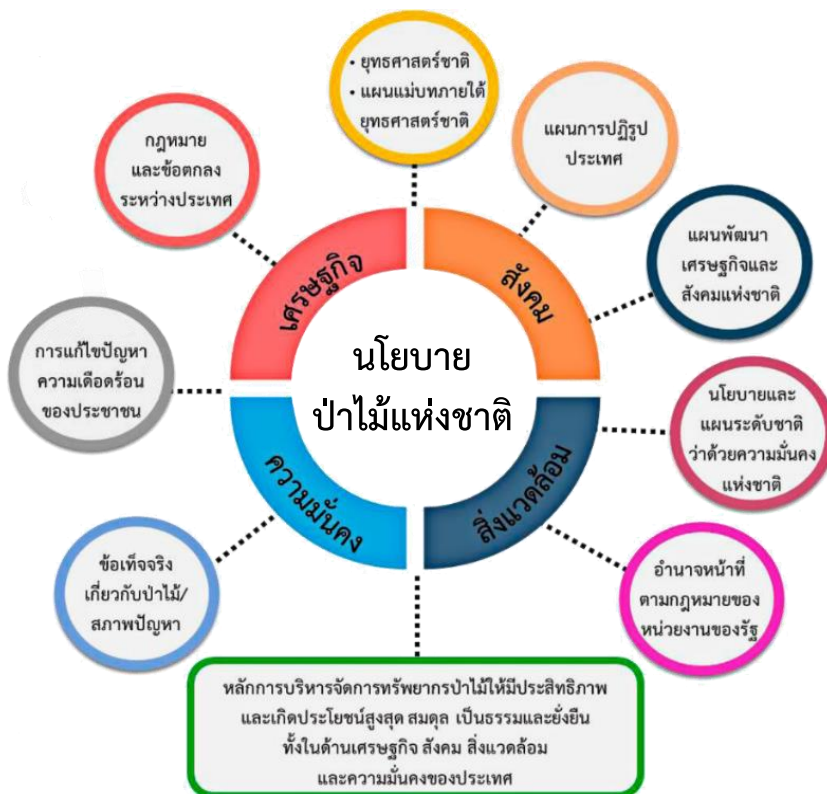 • ยุทธศาสตร์ชาติ
• แผนแม่บทภายใต้
ยุทธศาสตร์ชาติ
แผนการปฏิรูป
ประเทศ
กฎหมาย
และข้อตกลง
ระหว่างประเทศ
แผนพัฒนา
เศรษฐกิจและ
สังคมแห่งชาติ
เศรษฐกิจ
สังคม
การแก้ไขปัญหา
ความเดือดร้อน
ของประชาชน
นโยบาย
ป่าไม้แห่งชาติ
นโยบายและ
แผนระดับชาติ
ว่าด้วยความมั่นคง
แห่งชาติ
ความมั่นคง
สิ่งแวดล้อม
ข้อเท็จจริง
เกี่ยวกับป่าไม้/
สภาพปัญหา
อำนาจหน้าที่
ตามกฎหมายของ
หน่วยงานของรัฐ
หลักการบริหารจัดการทรัพยากรป่าไม้ให้มีประสิทธิภาพ
และเกิดประโยชน์สูงสุด สมดุล เป็นธรรมและยั่งยืน
ทั้งในด้านเศรษฐกิจ สังคม สิ่งแวดล้อม
และความมั่นคงของประเทศ